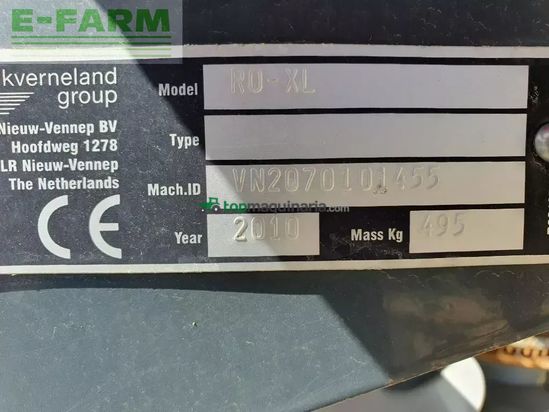 E-FARM
kverneland
group
Nieuw-Vennep BV
Hoofdweg 1278
LR Nieuw-Vennep
The Netherlands
CE
Model RO-XL
Type
Mach.ID VN2070101455
topmaquinaria.com
Year 2010 Mass Kg 495